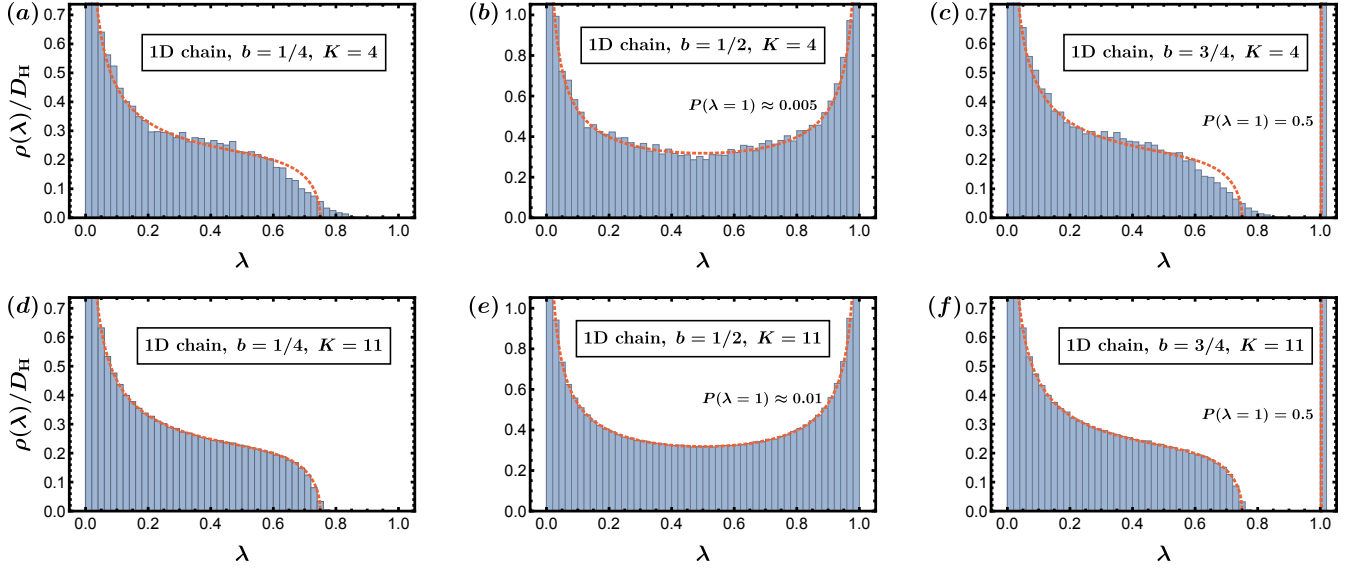 (a)
0.7
0.6
0.5
0.4
0.3
0.2
0.1
0.0
ρ(λ)/D_H
1D chain, b = 1/4, K = 4
0.0 0.2 0.4 0.6 0.8 1.0
λ
(b)
1.0
0.8
0.6
0.4
0.2
0.0
1D chain, b = 1/2, K = 4
P(λ = 1) ≈ 0.005
0.0 0.2 0.4 0.6 0.8 1.0
λ
(c)
0.7
0.6
0.5
0.4
0.3
0.2
0.1
0.0
1D chain, b = 3/4, K = 4
P(λ = 1) = 0.5
0.0 0.2 0.4 0.6 0.8 1.0
λ
(d)
0.7
0.6
0.5
0.4
0.3
0.2
0.1
0.0
ρ(λ)/D_H
1D chain, b = 1/4, K = 11
0.0 0.2 0.4 0.6 0.8 1.0
λ
(e)
1.0
0.8
0.6
0.4
0.2
0.0
1D chain, b = 1/2, K = 11
P(λ = 1) ≈ 0.01
0.0 0.2 0.4 0.6 0.8 1.0
λ
(f)
0.7
0.6
0.5
0.4
0.3
0.2
0.1
0.0
1D chain, b = 3/4, K = 11
P(λ = 1) = 0.5
0.0 0.2 0.4 0.6 0.8 1.0
λ